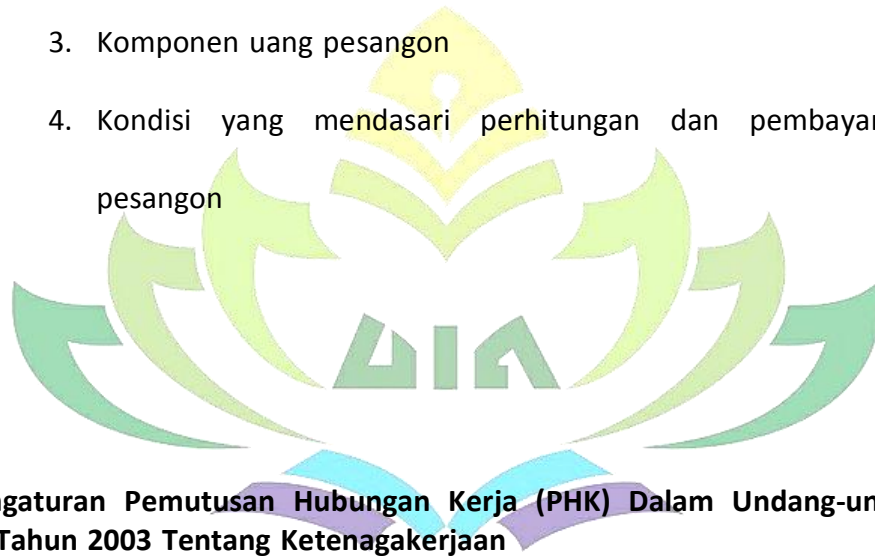 3. Komponen uang pesangon
4. Kondisi yang mendasari perhitungan dan pembayar
pesangon
UIN
ngaturan Pemutusan Hubungan Kerja (PHK) Dalam Undang-un
Tahun 2003 Tentang Ketenagakerjaan